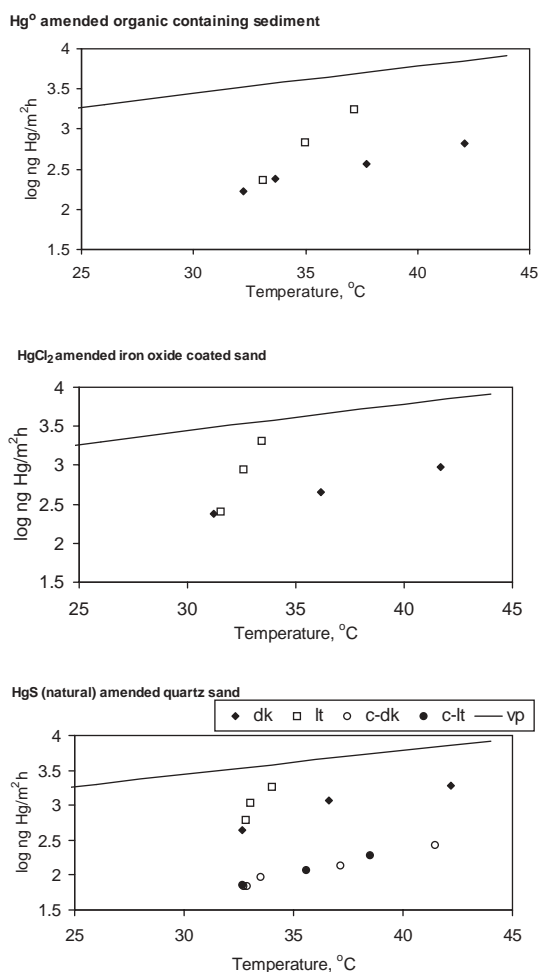 Hg⁰ amended organic containing sediment
4
3.5
3
2.5
2
1.5
log ng Hg/m²h
25 30 35 40 45
Temperature, °C
HgCl₂ amended iron oxide coated sand
4
3.5
3
2.5
2
1.5
log ng Hg/m²h
25 30 35 40 45
Temperature, °C
HgS (natural) amended quartz sand
dk lt c-dk c-lt vp
4
3.5
3
2.5
2
1.5
log ng Hg/m²h
25 30 35 40 45
Temperature, °C